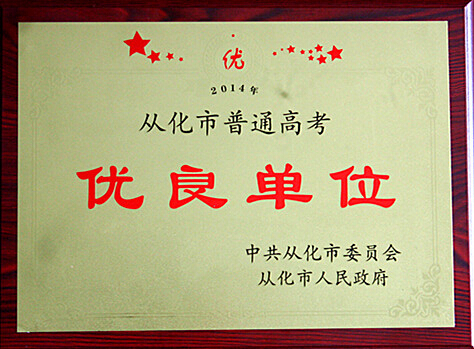 优
2014年
从化市普通高考
优良单位
中共从化市委员会
从化市人民政府